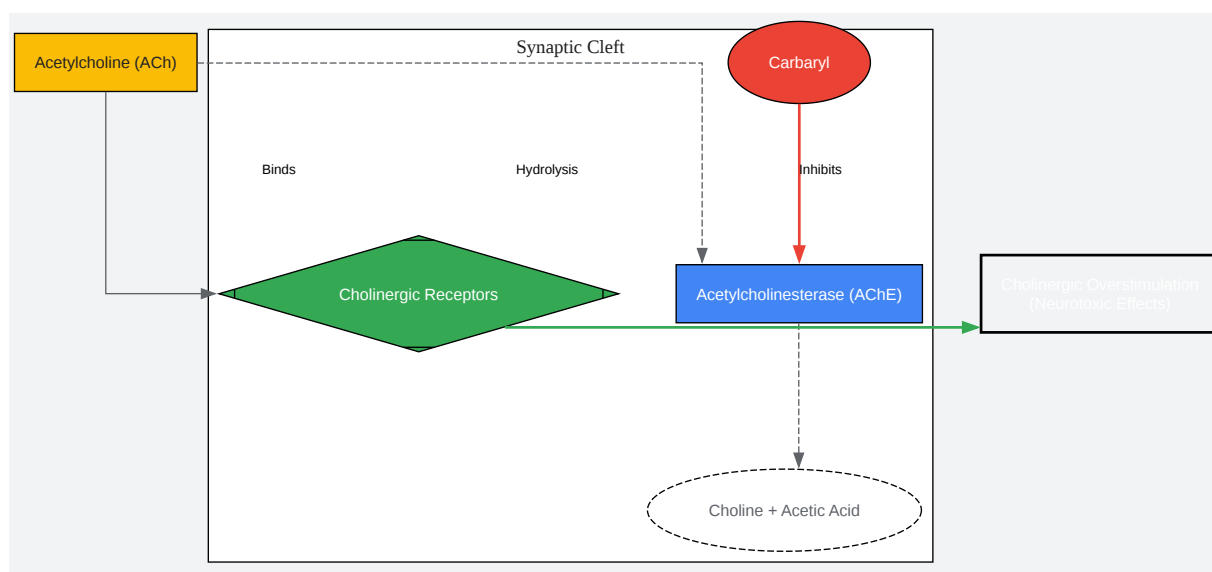 Synaptic Cleft
Acetylcholine (ACh)
Carbaryl
Binds
Hydrolysis
Inhibits
Cholinergic Receptors
Acetylcholinesterase (AChE)
Cholinergic Overstimulation
(Neurotoxic Effects)
Choline + Acetic Acid